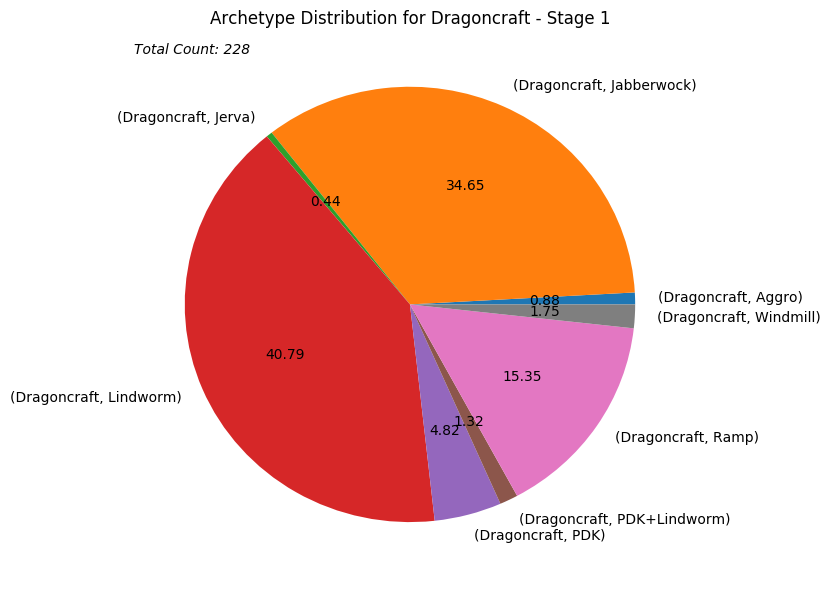 Archetype Distribution for Dragoncraft - Stage 1
Total Count: 228
(Dragoncraft, Jabberwock)
(Dragoncraft, Jerva)
34.65
0.44
(Dragoncraft, Aggro)
0.88
1.75
(Dragoncraft, Windmill)
40.79
15.35
(Dragoncraft, Lindworm)
1.32
4.82
(Dragoncraft, Ramp)
(Dragoncraft, PDK+Lindworm)
(Dragoncraft, PDK)